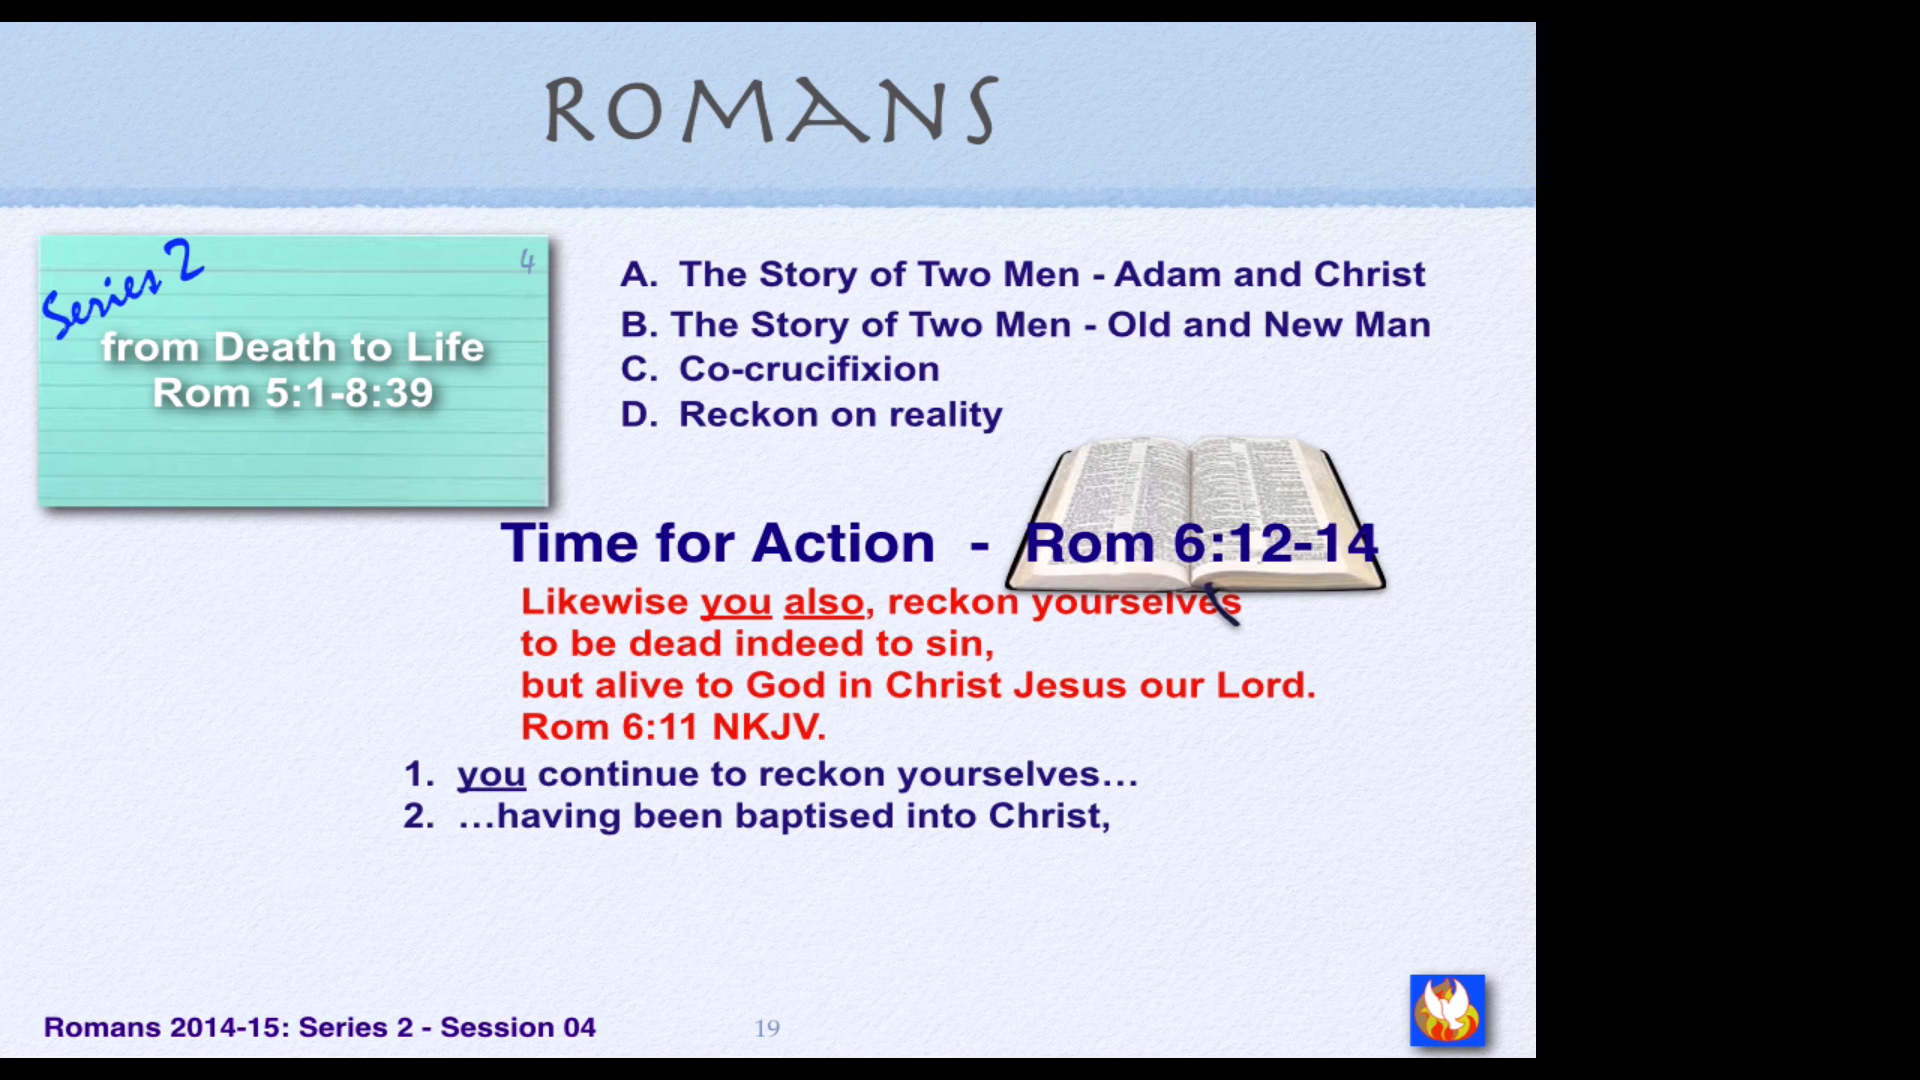 ROMANS
Series 2
4
from Death to Life
Rom 5:1-8:39
A. The Story of Two Men - Adam and Christ
B. The Story of Two Men - Old and New Man
C. Co-crucifixion
D. Reckon on reality
Time for Action - Rom 6:12-14
Likewise you also, reckon yourselves
to be dead indeed to sin,
but alive to God in Christ Jesus our Lord.
Rom 6:11 NKJV.
1. you continue to reckon yourselves…
2. …having been baptised into Christ,
Romans 2014-15: Series 2 - Session 04
19